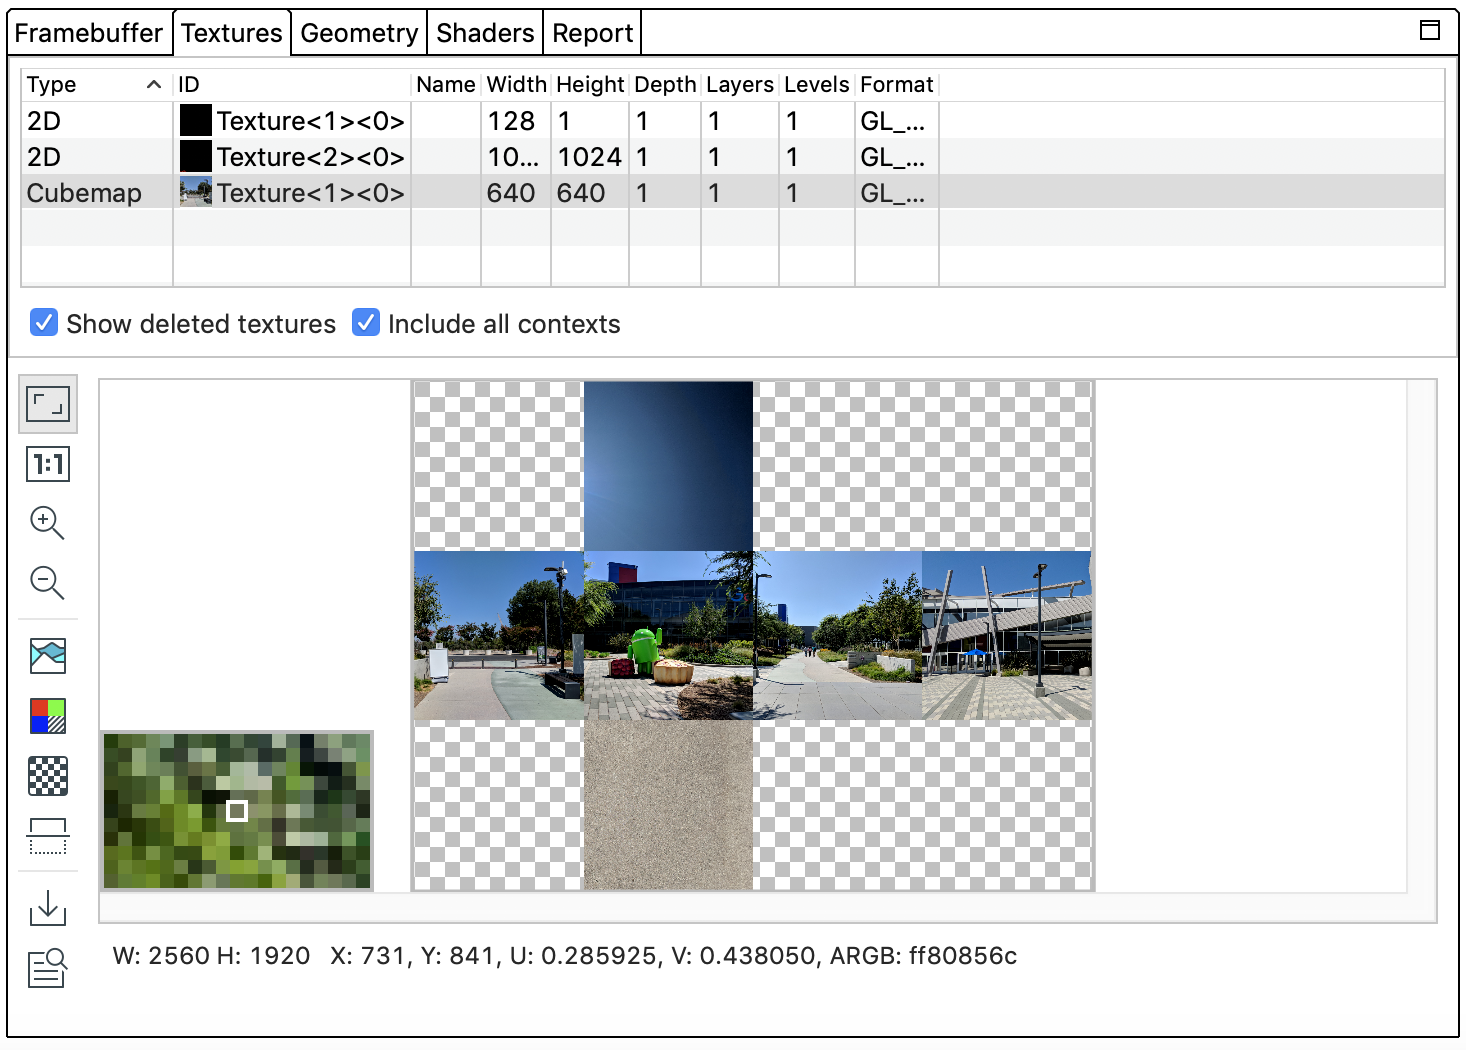 Framebuffer Textures Geometry Shaders Report
Type ID Name Width Height Depth Layers Levels Format
2D Texture<1><0> 128 1 1 1 1 GL_...
2D Texture<2><0> 10... 1024 1 1 1 GL_...
Cubemap Texture<1><0> 640 640 1 1 1 GL_...
Show deleted textures Include all contexts
1:1
W: 2560 H: 1920 X: 731, Y: 841, U: 0.285925, V: 0.438050, ARGB: ff80856c